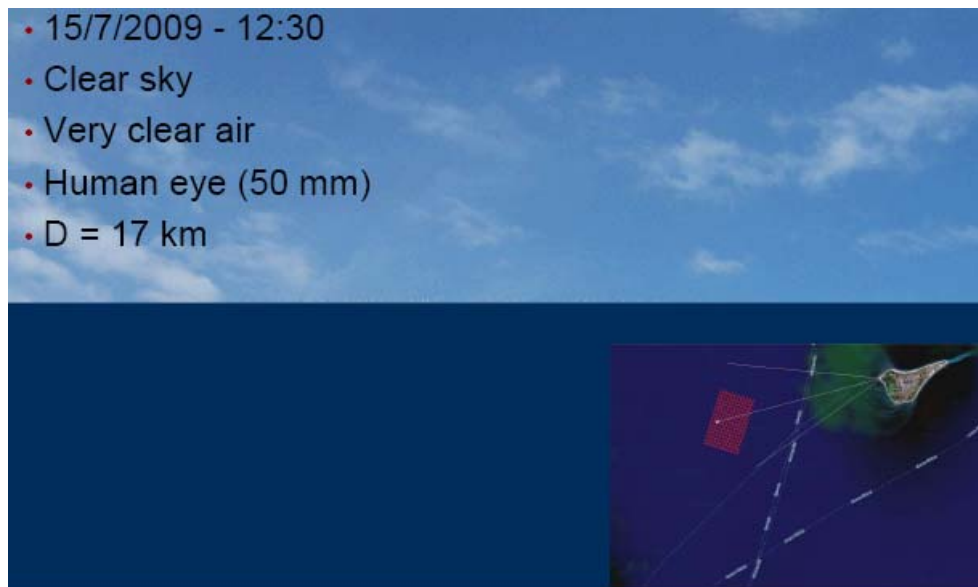 • 15/7/2009 - 12:30
• Clear sky
• Very clear air
• Human eye (50 mm)
• D = 17 km